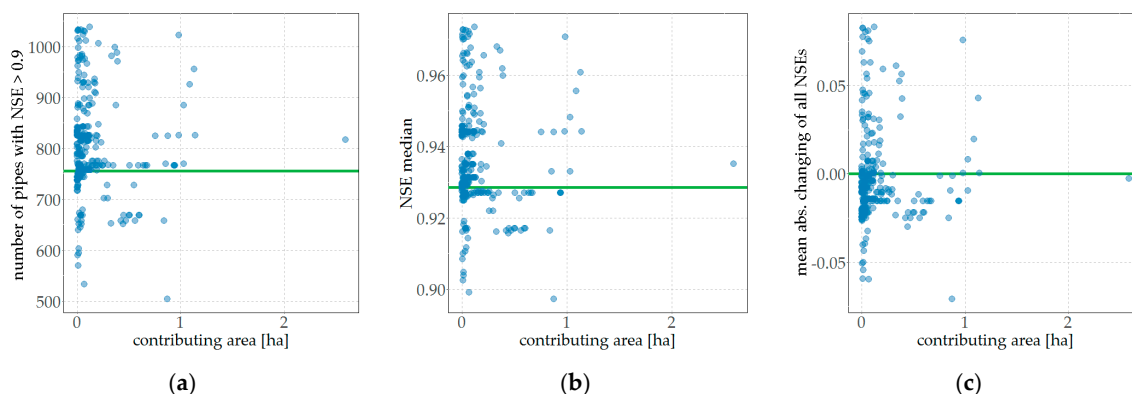 number of pipes with NSE > 0.9
1000
900
800
700
600
500
0
1
2
contributing area [ha]
(a)
NSE median
0.96
0.94
0.92
0.90
0
1
2
contributing area [ha]
(b)
mean abs. changing of all NSEs
0.05
0.00
-0.05
0
1
2
contributing area [ha]
(c)